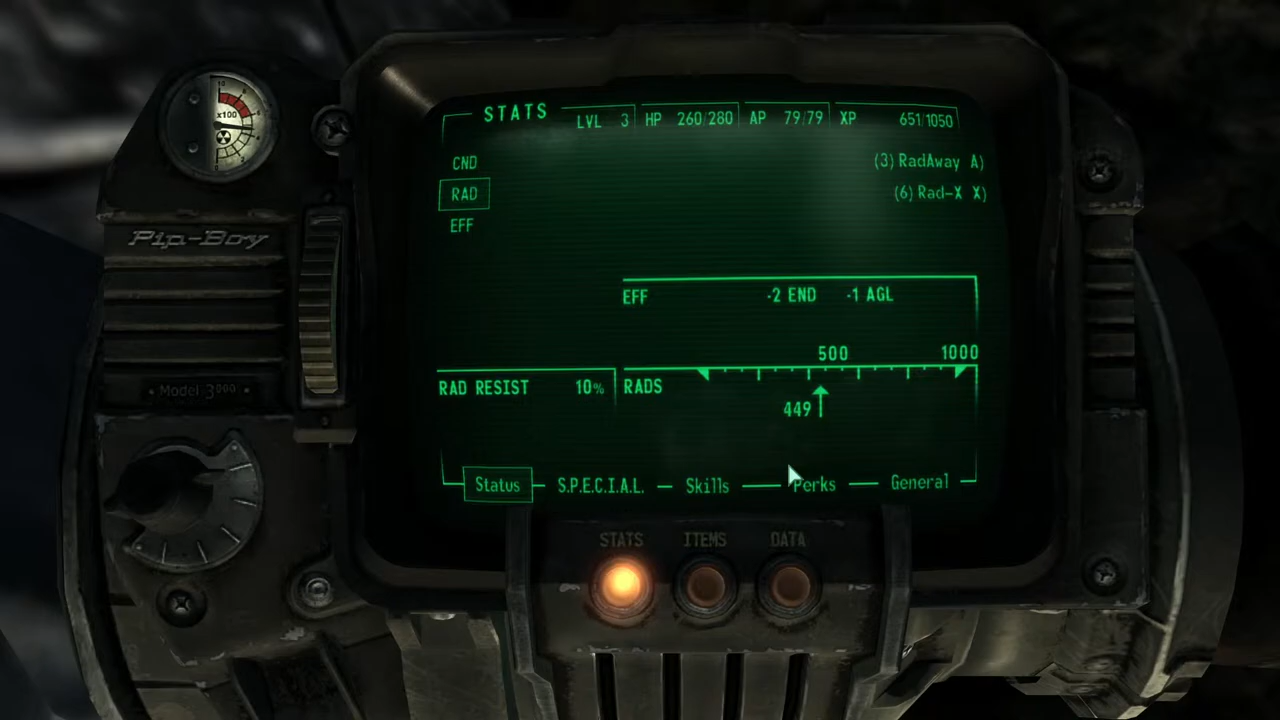 STATS LVL 3 HP 260/280 AP 79/79 XP 651/1050
CND
(3) RadAway A)
RAD
(6) Rad-X X)
EFF
x100
Pip-Boy
EFF -2 END -1 AGL
500 1000
RAD RESIST 10% RADS
449
Model 3000
Status S.P.E.C.I.A.L. Skills Perks General
STATS ITEMS DATA